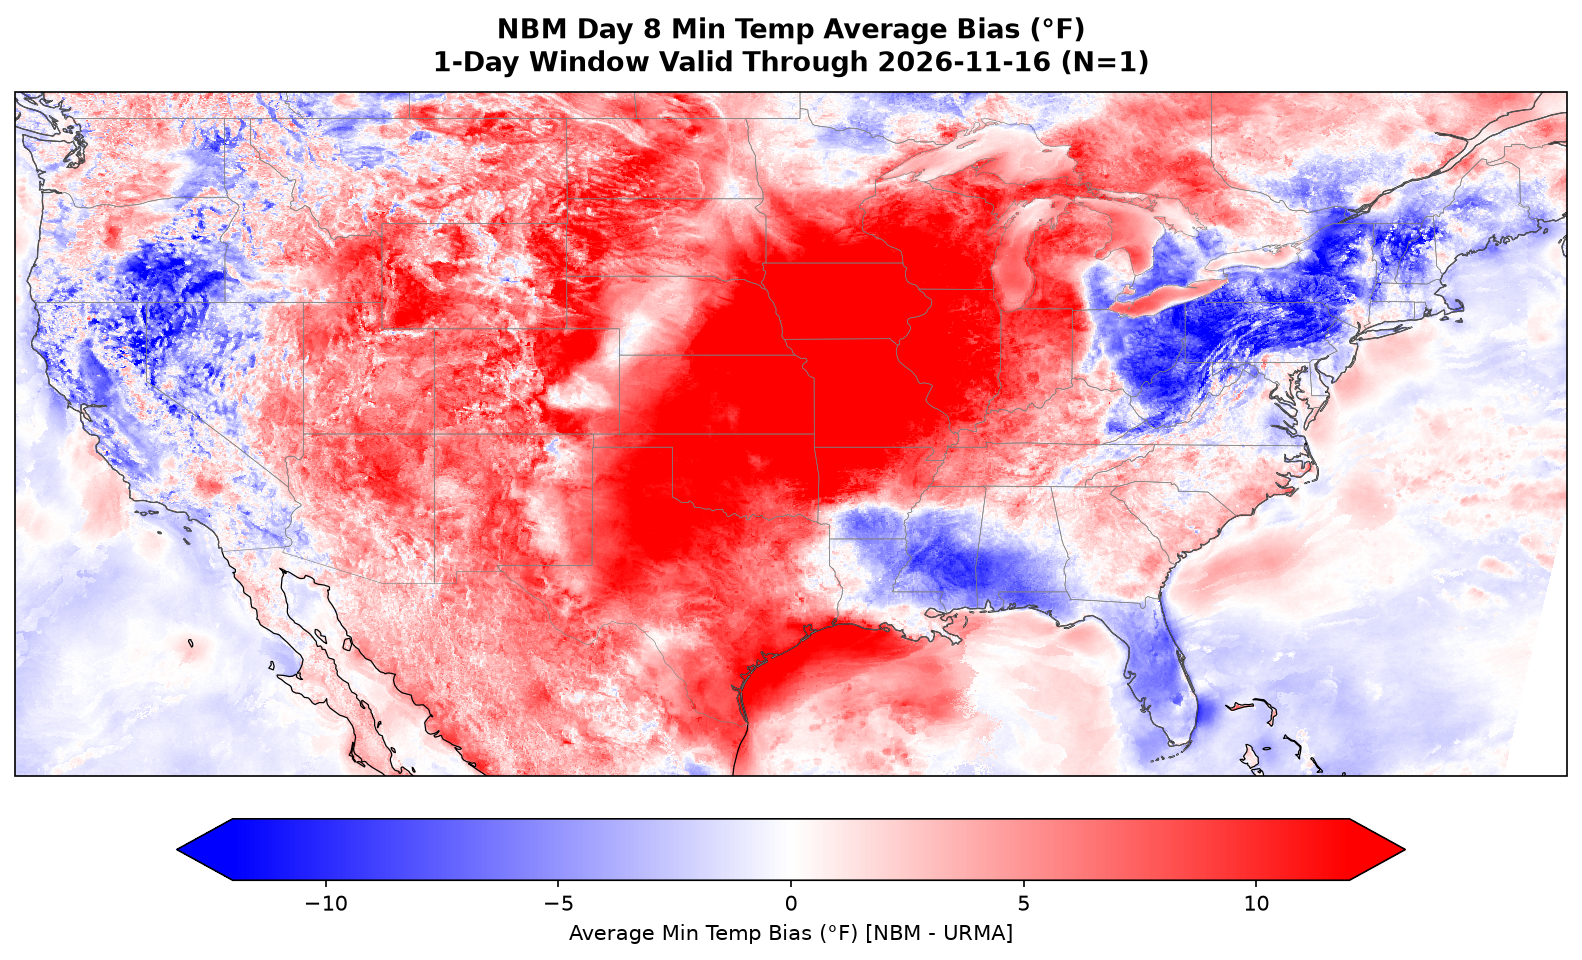 NBM Day 8 Min Temp Average Bias (°F)
1-Day Window Valid Through 2026-11-16 (N=1)
−10 −5 0 5 10
Average Min Temp Bias (°F) [NBM - URMA]